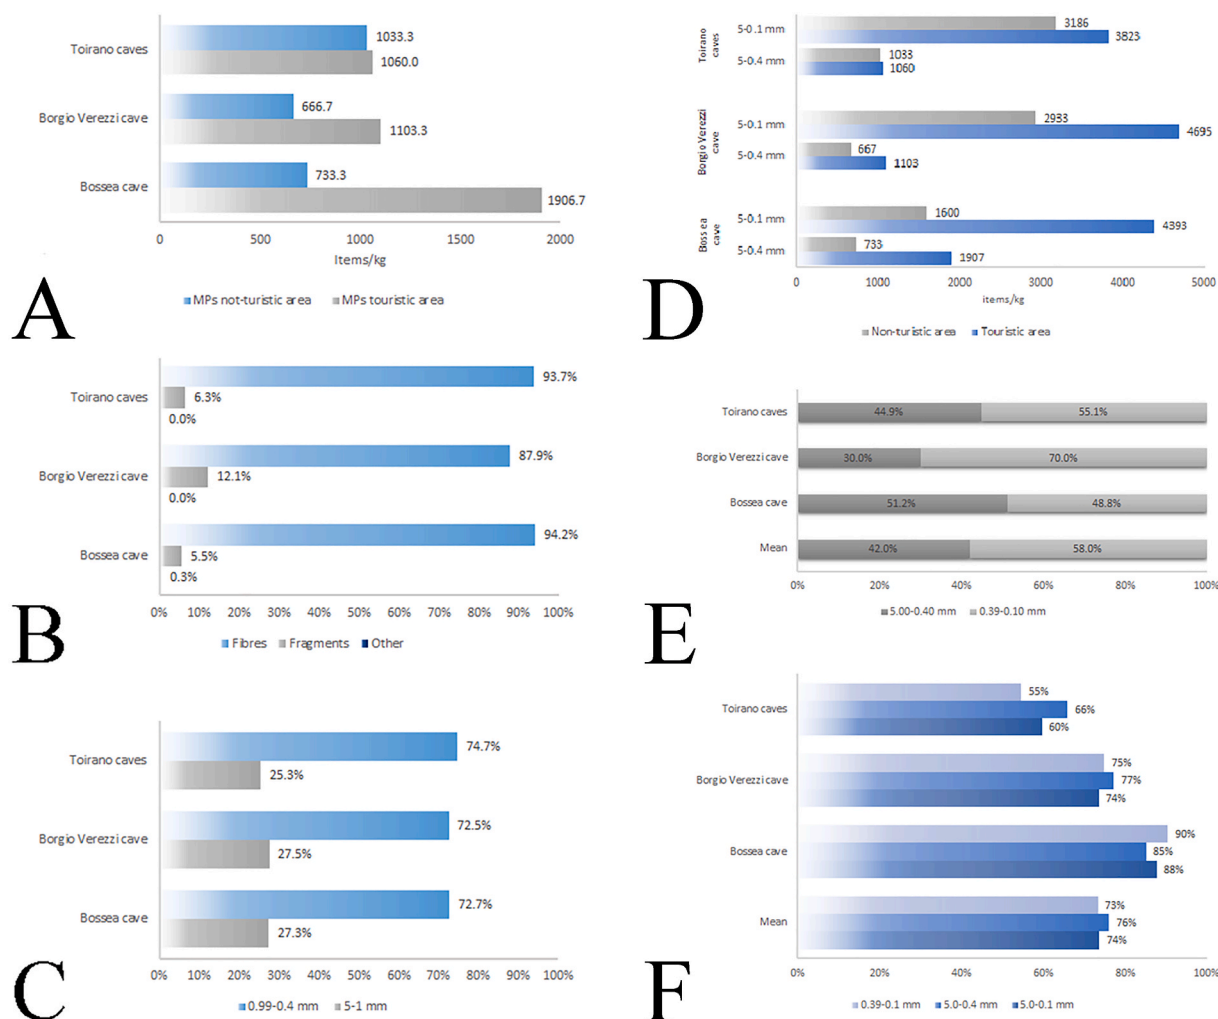 Toirano caves
1033.3
1060.0
Borgio Verezzi cave
666.7
1103.3
Bossea cave
733.3
1906.7
0 500 1000 1500 2000
Items/kg
MPs not-turistic area MPs touristic area
A
Toirano caves
93.7%
6.3%
0.0%
Borgio Verezzi cave
87.9%
12.1%
0.0%
Bossea cave
94.2%
5.5%
0.3%
0% 10% 20% 30% 40% 50% 60% 70% 80% 90% 100%
Fibres Fragments Other
B
Toirano caves
74.7%
25.3%
Borgio Verezzi cave
72.5%
27.5%
Bossea cave
72.7%
27.3%
0% 10% 20% 30% 40% 50% 60% 70% 80% 90% 100%
0.99-0.4 mm 5-1 mm
C
Toirano
caves
5-0.1 mm
3186
3823
5-0.4 mm
1033
1060
Borgio Verezzi
cave
5-0.1 mm
2933
4695
5-0.4 mm
667
1103
Bossea
cave
5-0.1 mm
1600
4393
5-0.4 mm
733
1907
0 1000 2000 3000 4000 5000
items/kg
Non-turistic area Touristic area
D
Toirano caves
44.9% 55.1%
Borgio Verezzi cave
30.0% 70.0%
Bossea cave
51.2% 48.8%
Mean
42.0% 58.0%
0% 20% 40% 60% 80% 100%
5.00-0.40 mm 0.39-0.10 mm
E
Toirano caves
55%
66%
60%
Borgio Verezzi cave
75%
77%
74%
Bossea cave
90%
85%
88%
Mean
73%
76%
74%
0% 20% 40% 60% 80% 100%
0.39-0.1 mm 5.0-0.4 mm 5.0-0.1 mm
F